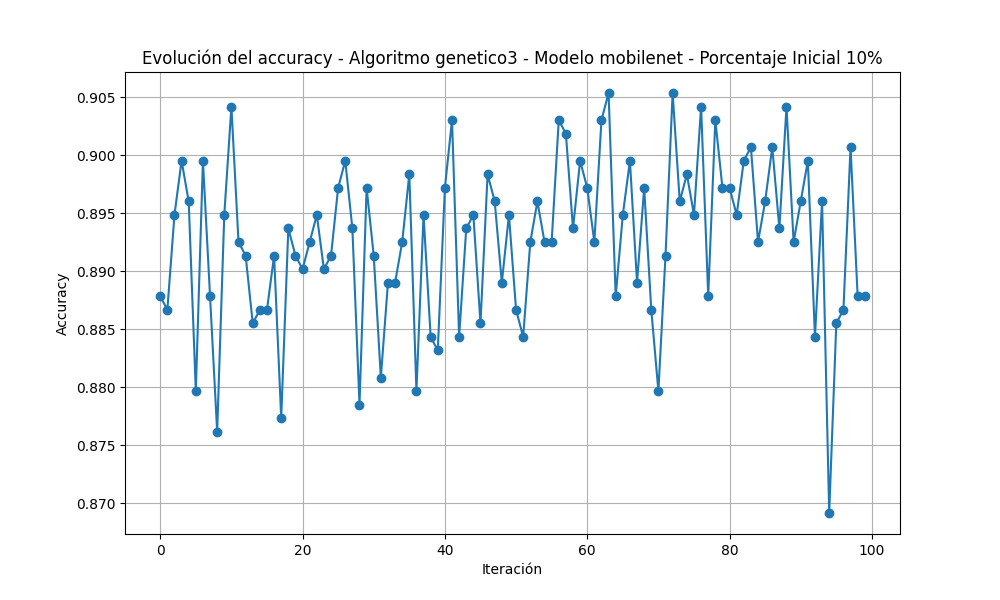 Evolución del accuracy - Algoritmo genetico3 - Modelo mobilenet - Porcentaje Inicial 10%
Accuracy
0.905
0.900
0.895
0.890
0.885
0.880
0.875
0.870
0 20 40 60 80 100
Iteración